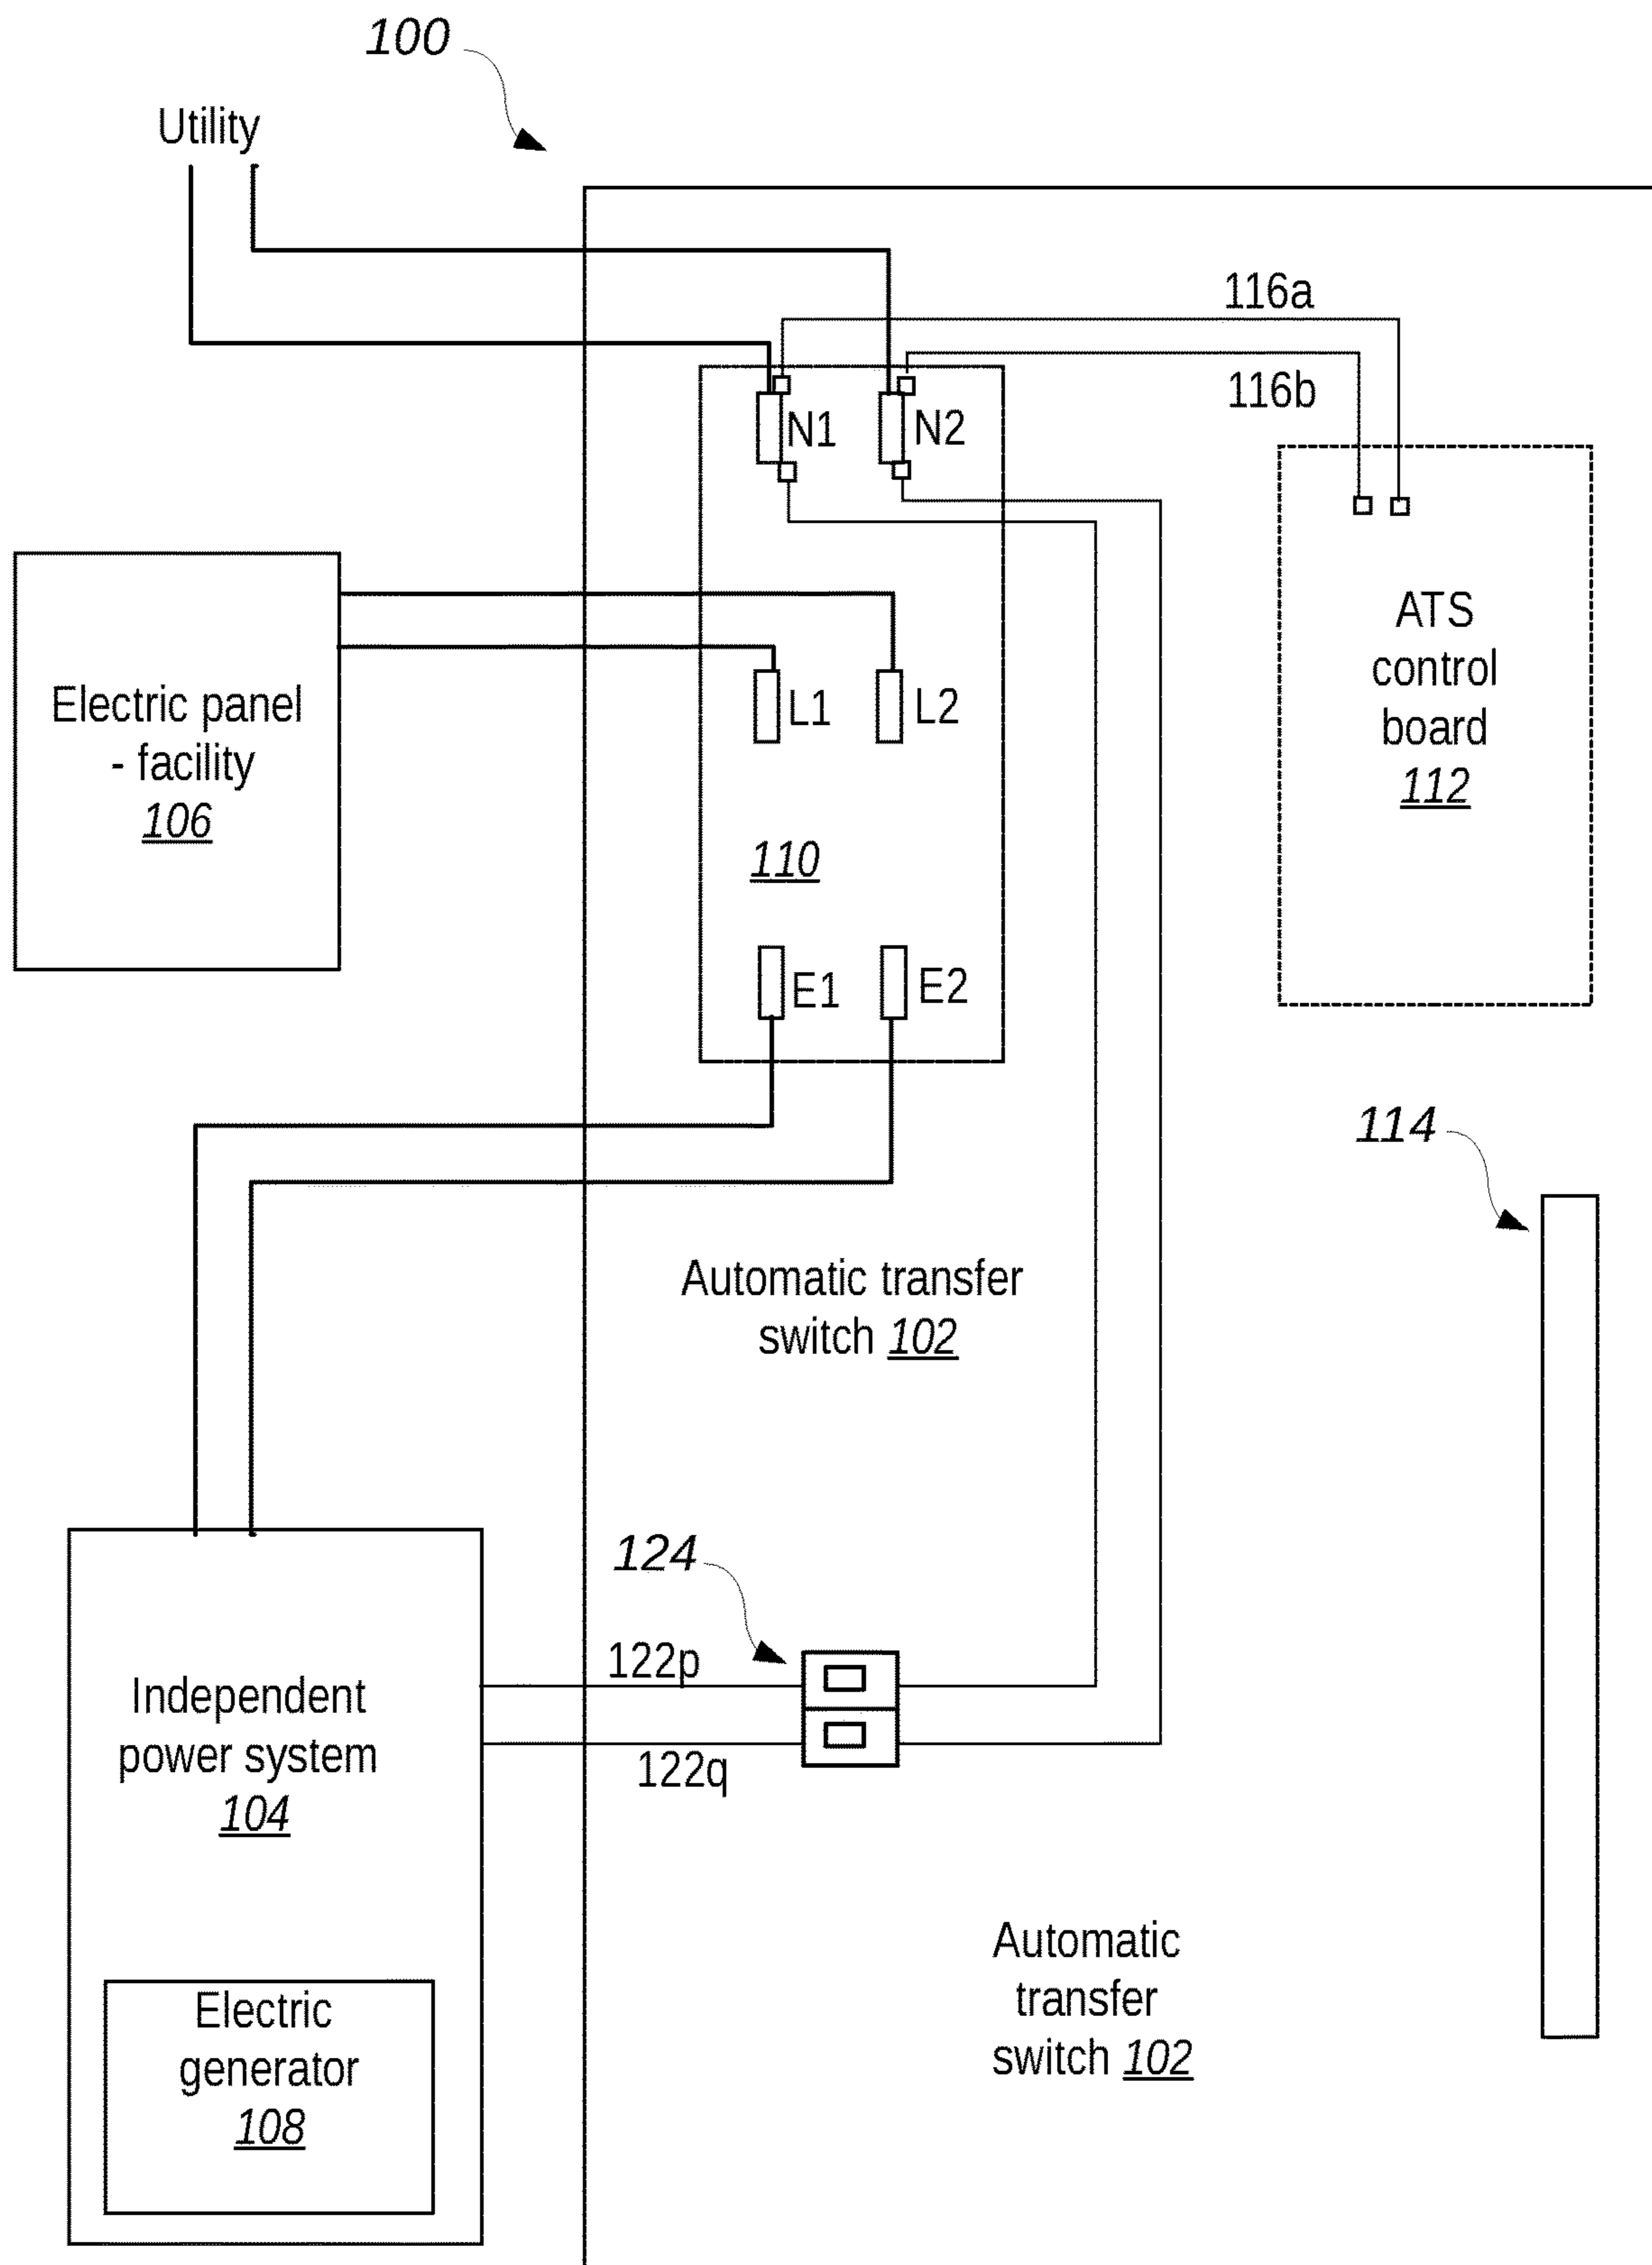 100
Utility
116a
116b
N1
N2
ATS
control
board
112
Electric panel
- facility
106
L1
L2
110
E1
E2
114
Automatic transfer
switch 102
124
122p
122q
Independent
power system
104
Automatic
transfer
switch 102
Electric
generator
108